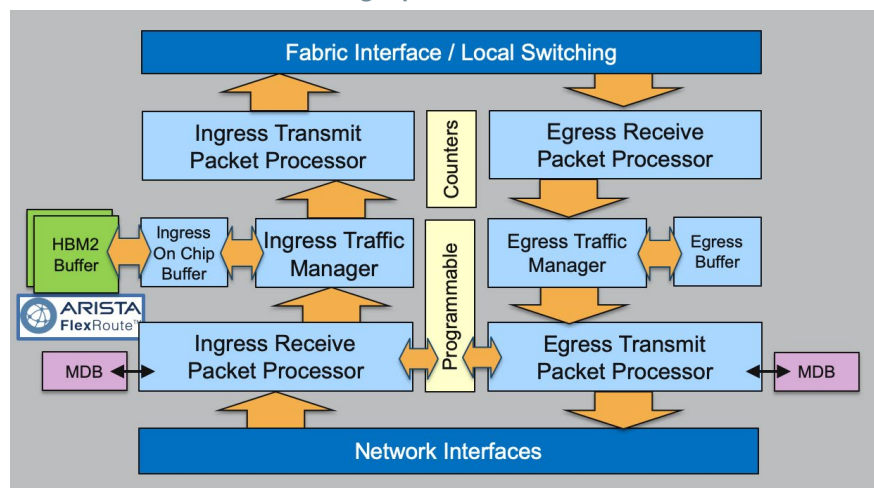 Fabric Interface / Local Switching
Ingress Transmit
Packet Processor
Counters
Egress Receive
Packet Processor
HBM2
Buffer
Ingress
On Chip
Buffer
Ingress Traffic
Manager
Programmable
Egress Traffic
Manager
Egress
Buffer
ARISTA
FlexRoute™
MDB
Ingress Receive
Packet Processor
Egress Transmit
Packet Processor
MDB
Network Interfaces